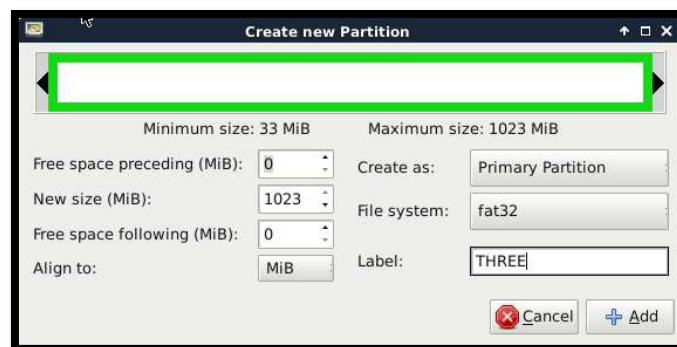 Create new Partition
Minimum size: 33 MiB Maximum size: 1023 MiB
Free space preceding (MiB): 0
Create as: Primary Partition
New size (MiB): 1023
File system: fat32
Free space following (MiB): 0
Label: THREE
Align to: MiB
Cancel Add